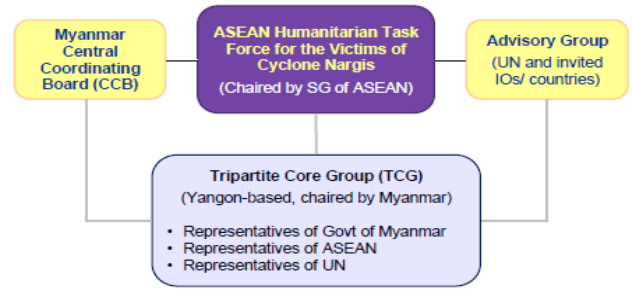 Myanmar
Central
Coordinating
Board (CCB)
ASEAN Humanitarian Task
Force for the Victims of
Cyclone Nargis
(Chaired by SG of ASEAN)
Advisory Group
(UN and invited
IOs/ countries)
Tripartite Core Group (TCG)
(Yangon-based, chaired by Myanmar)
• Representatives of Govt of Myanmar
• Representatives of ASEAN
• Representatives of UN